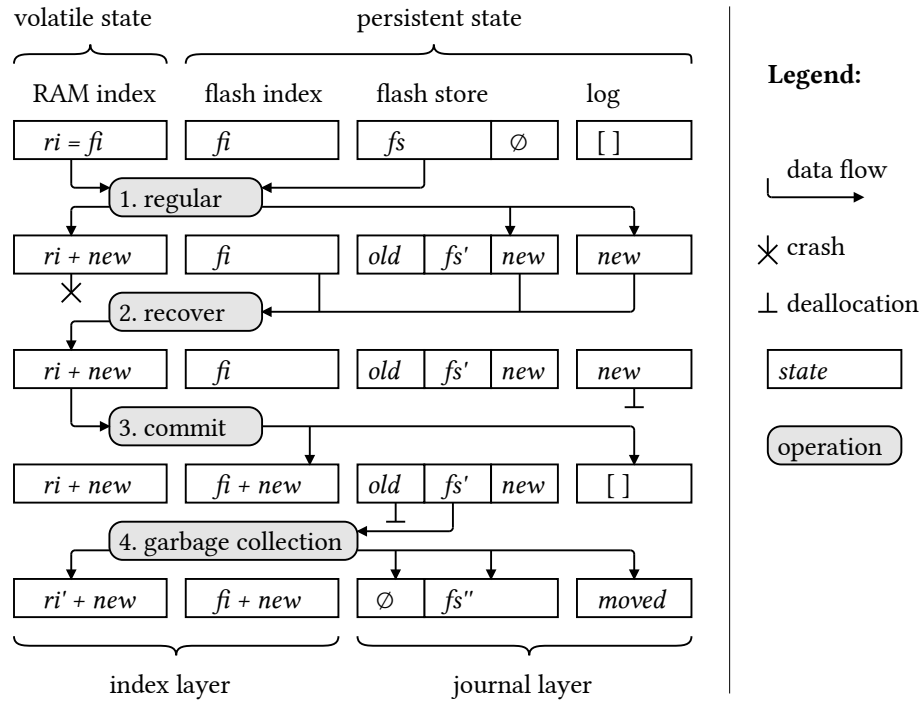 volatile state persistent state
RAM index flash index flash store log
ri = fi fi fs ∅ [ ]
1. regular
ri + new fi old fs' new new
2. recover
ri + new fi old fs' new new
3. commit
ri + new fi + new old fs' new [ ]
4. garbage collection
ri' + new fi + new ∅ fs'' moved
index layer journal layer
Legend:
data flow
crash
deallocation
state
operation